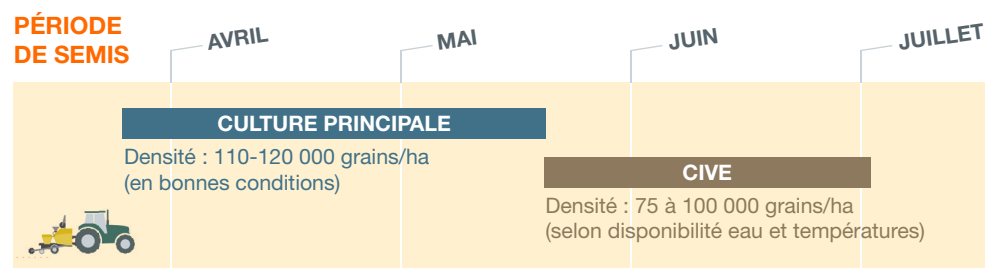 PÉRIODE
DE SEMIS
AVRIL
MAI
JUIN
JUILLET
CULTURE PRINCIPALE
Densité : 110-120 000 grains/ha
(en bonnes conditions)
CIVE
Densité : 75 à 100 000 grains/ha
(selon disponibilité eau et températures)